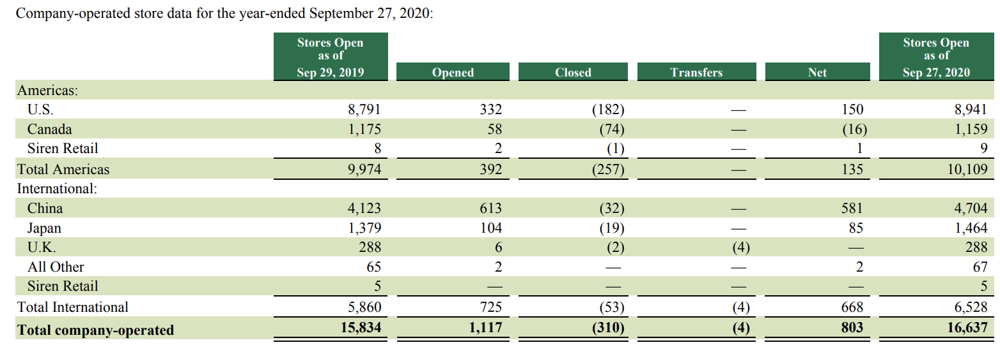 Company-operated store data for the year-ended September 27, 2020:
Stores Open as of Sep 29, 2019 Opened Closed Transfers Net Stores Open as of Sep 27, 2020
Americas:
U.S. 8,791 332 (182) — 150 8,941
Canada 1,175 58 (74) — (16) 1,159
Siren Retail 8 2 (1) — 1 9
Total Americas 9,974 392 (257) — 135 10,109
International:
China 4,123 613 (32) — 581 4,704
Japan 1,379 104 (19) — 85 1,464
U.K. 288 6 (2) (4) — 288
All Other 65 2 — — 2 67
Siren Retail 5 — — — — 5
Total International 5,860 725 (53) (4) 668 6,528
Total company-operated 15,834 1,117 (310) (4) 803 16,637